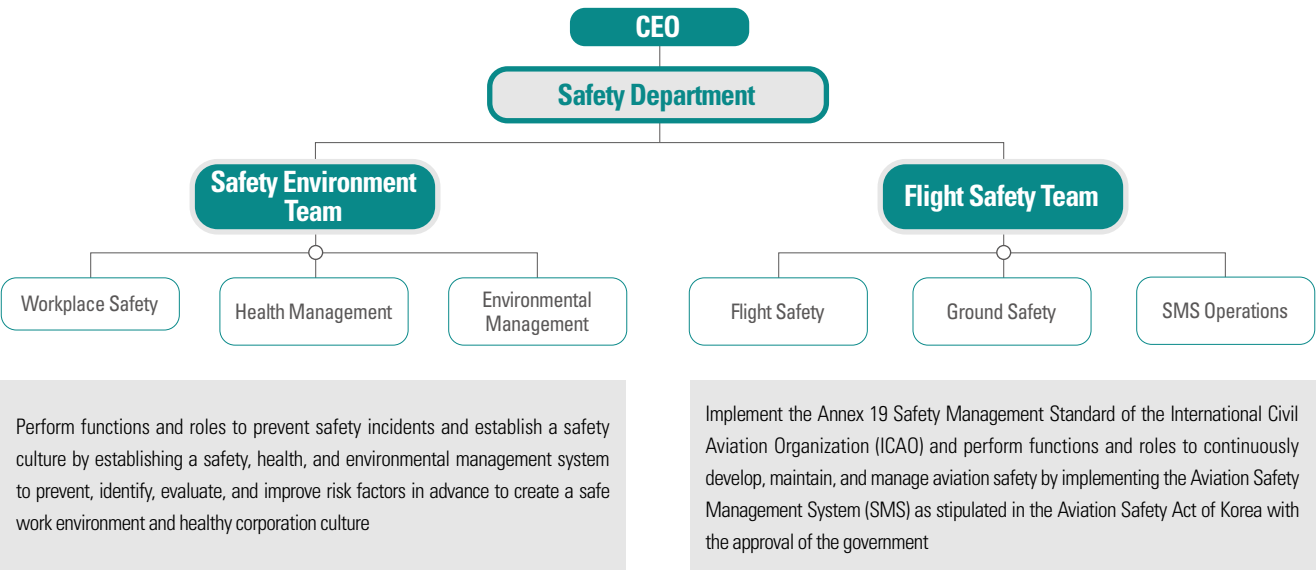 CEO
Safety Department
Safety Environment
Team
Flight Safety Team
Workplace Safety
Health Management
Environmental
Management
Flight Safety
Ground Safety
SMS Operations
Perform functions and roles to prevent safety incidents and establish a safety
culture by establishing a safety, health, and environmental management system
to prevent, identify, evaluate, and improve risk factors in advance to create a safe
work environment and healthy corporation culture
Implement the Annex 19 Safety Management Standard of the International Civil
Aviation Organization (ICAO) and perform functions and roles to continuously
develop, maintain, and manage aviation safety by implementing the Aviation Safety
Management System (SMS) as stipulated in the Aviation Safety Act of Korea with
the approval of the government